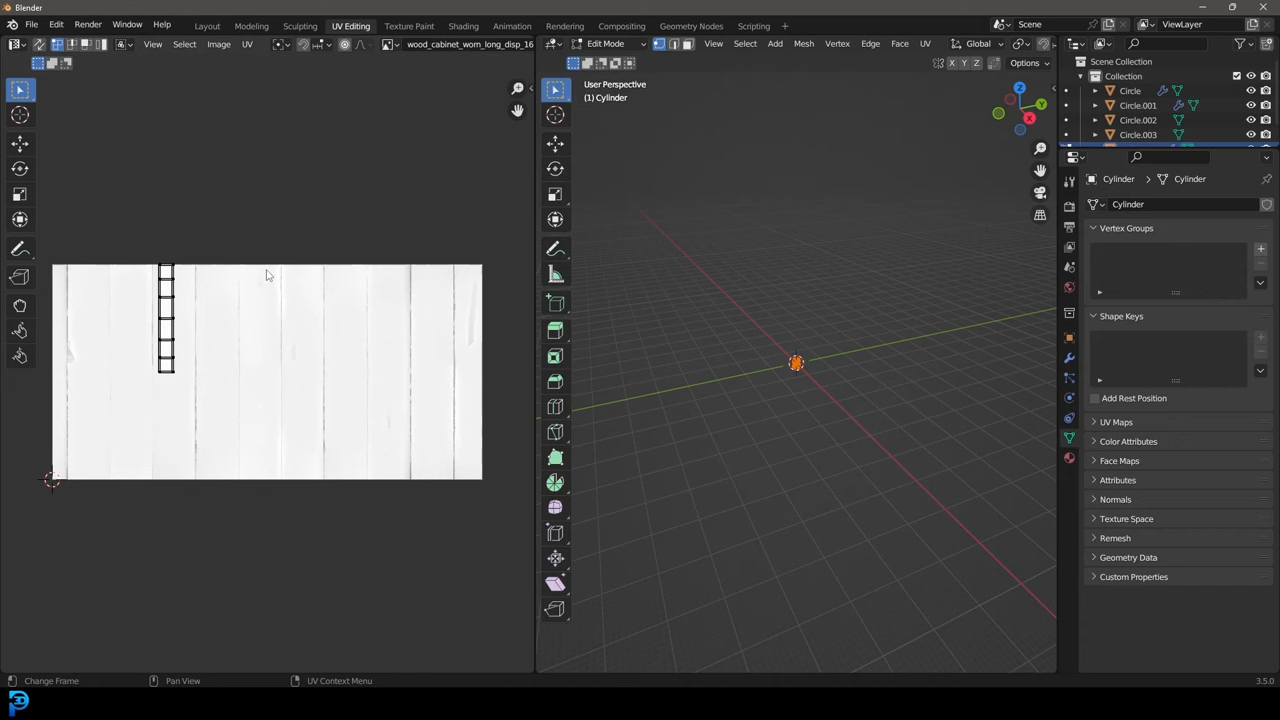 Blender
File Edit Render Window Help Layout Modeling Sculpting UV Editing Texture Paint Shading Animation Rendering Compositing Geometry Nodes Scripting + Scene ViewLayer
View Select Image UV wood_cabinet_worn_long_disp_16
Edit Mode View Select Add Mesh Vertex Edge Face UV Global
X Y Z Options
User Perspective
(1) Cylinder
Z
Y
X
Scene Collection
Collection
Circle
Circle.001
Circle.002
Circle.003
Cylinder Cylinder
Cylinder
Vertex Groups
Shape Keys
Add Rest Position
UV Maps
Color Attributes
Face Maps
Attributes
Normals
Texture Space
Remesh
Geometry Data
Custom Properties
Change Frame Pan View UV Context Menu 3.5.0